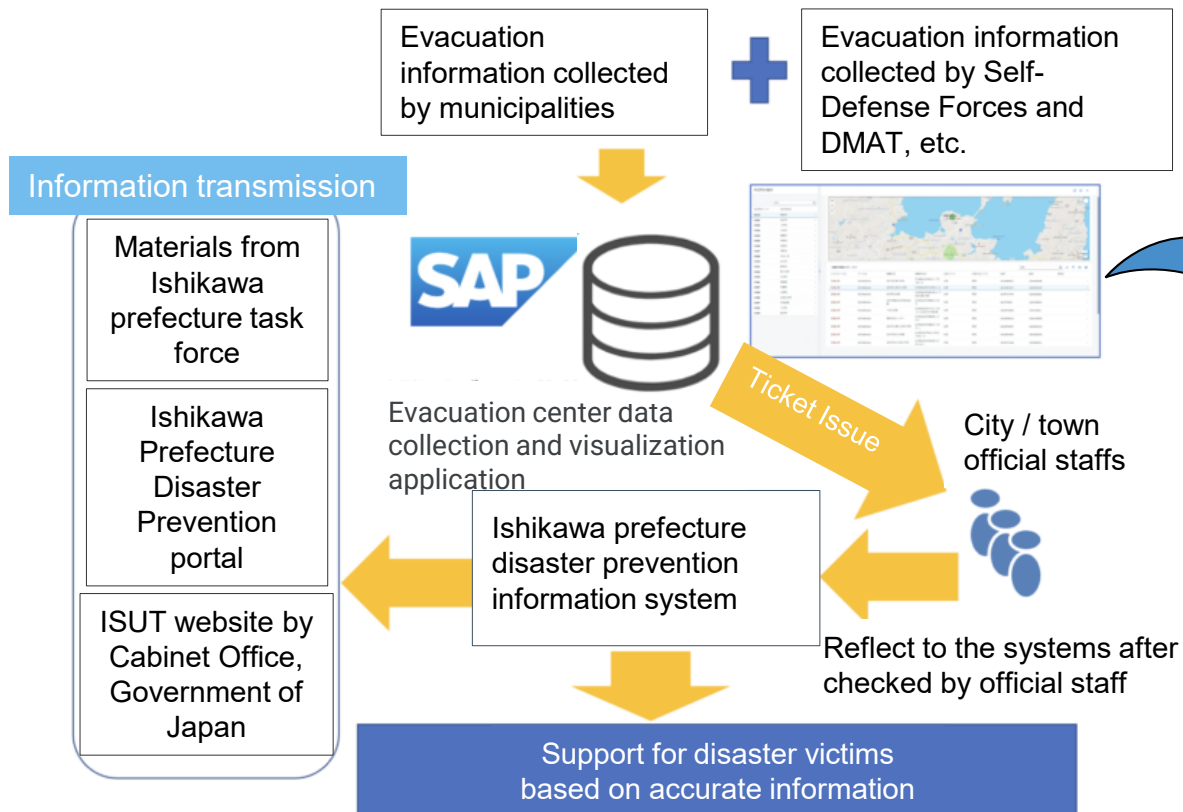 Evacuation
information collected
by municipalities
Evacuation information
collected by Self-
Defense Forces and
DMAT, etc.
Information transmission
Materials from
Ishikawa
prefecture task
force
Ishikawa
Prefecture
Disaster
Prevention
portal
ISUT website by
Cabinet Office,
Government of
Japan
SAP
Evacuation center data
collection and visualization
application
Ticket Issue
City / town
official staffs
Ishikawa prefecture
disaster prevention
information system
Reflect to the systems after
checked by official staff
Support for disaster victims
based on accurate information